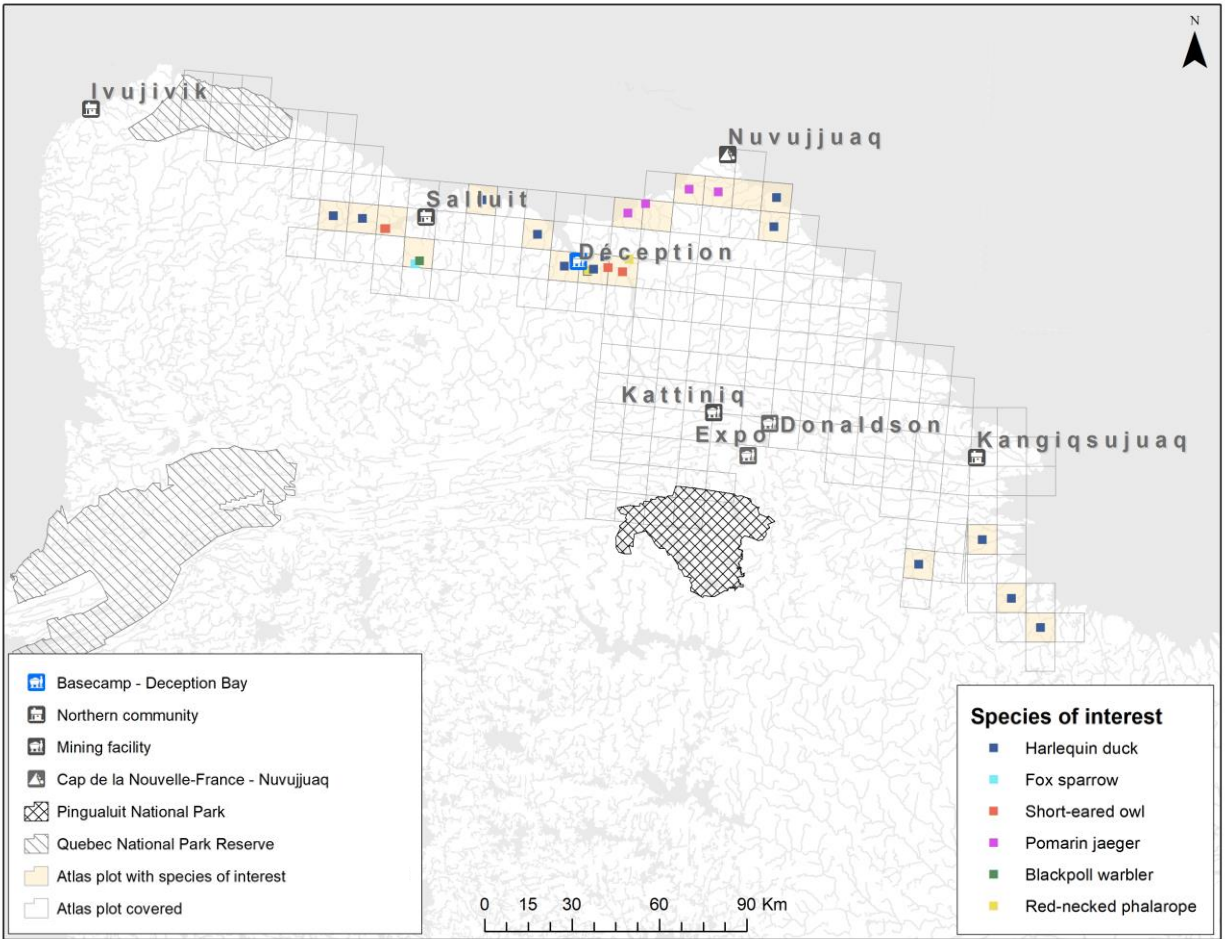 N
Ivujivik
Nuvujjuaq
Salluit
Déception
Kattiniq
Donaldson
Expo
Kangiqsujuaq
Basecamp - Deception Bay
Northern community
Mining facility
Cap de la Nouvelle-France - Nuvujjuaq
Pingualuit National Park
Quebec National Park Reserve
Atlas plot with species of interest
Atlas plot covered
0 15 30 60 90 Km
Species of interest
Harlequin duck
Fox sparrow
Short-eared owl
Pomarin jaeger
Blackpoll warbler
Red-necked phalarope